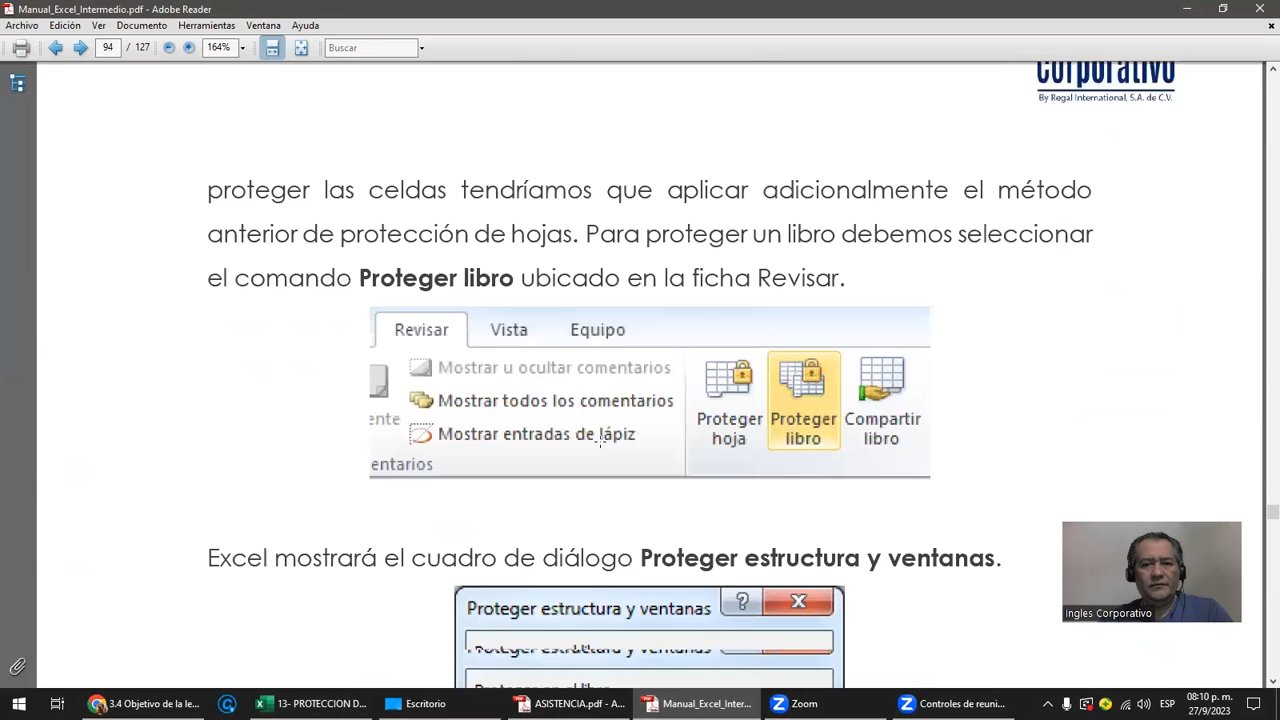 Manual_Excel_Intermedio.pdf - Adobe Reader
Archivo Edición Ver Documento Herramientas Ventana Ayuda
94 / 127 164% Buscar
corporativo
By Regal International, S.A. de C.V.
proteger las celdas tendríamos que aplicar adicionalmente el método
anterior de protección de hojas. Para proteger un libro debemos seleccionar
el comando Proteger libro ubicado en la ficha Revisar.
Revisar Vista Equipo
Mostrar u ocultar comentarios
ente
Mostrar todos los comentarios
Mostrar entradas de lápiz
entarios
Proteger
hoja
Proteger
libro
Compartir
libro
Excel mostrará el cuadro de diálogo Proteger estructura y ventanas.
Proteger estructura y ventanas
Proteger estructura y ventanas
Ingles Corporativo
3.4 Objetivo de la le... 13- PROTECCION D... Escritorio ASISTENCIA.pdf - A... Manual_Excel_Inter... Zoom Controles de reuni... ESP 08:10 p. m.
27/9/2023